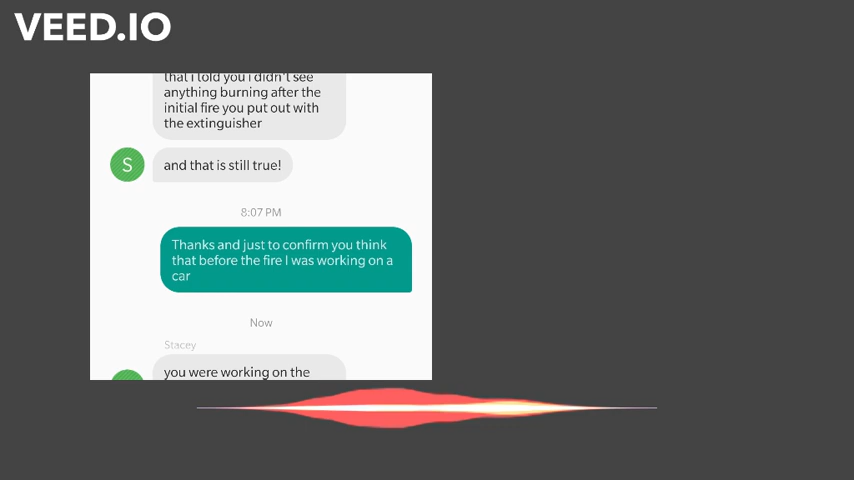 VEED.IO
that i told you i didn't see
anything burning after the
initial fire you put out with
the extinguisher
S
and that is still true!
8:07 PM
Thanks and just to confirm you think
that before the fire I was working on a
car
Now
Stacey
you were working on the